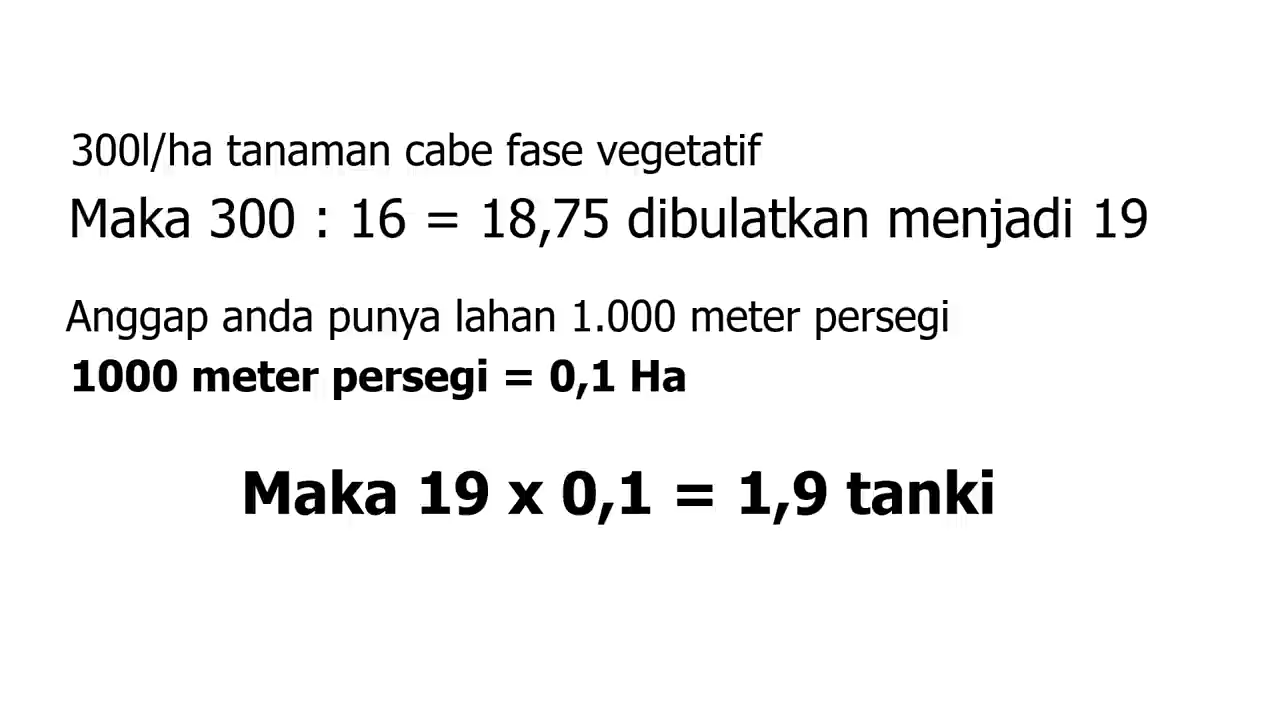 300l/ha tanaman cabe fase vegetatif
Maka 300 : 16 = 18,75 dibulatkan menjadi 19
Anggap anda punya lahan 1.000 meter persegi
1000 meter persegi = 0,1 Ha
Maka 19 x 0,1 = 1,9 tanki